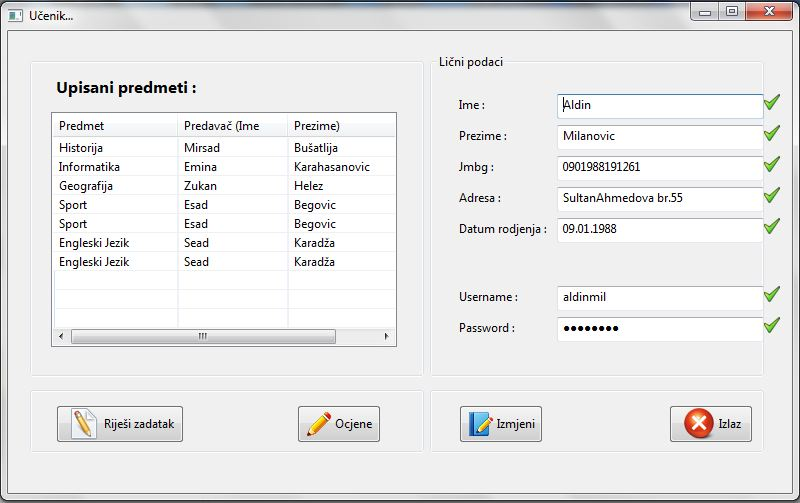 Učenik...
Upisani predmeti :
Predmet Predavač (Ime Prezime)
Historija Mirsad Bušatlija
Informatika Emina Karahasanovic
Geografija Zukan Helez
Sport Esad Begovic
Sport Esad Begovic
Engleski Jezik Sead Karadža
Engleski Jezik Sead Karadža
Lični podaci
Ime : Aldin
Prezime : Milanovic
Jmbg : 0901988191261
Adresa : SultanAhmedova br.55
Datum rodjenja : 09.01.1988
Username : aldinmil
Password : ●●●●●●●●
Riješi zadatak
Ocjene
Izmjeni
Izlaz